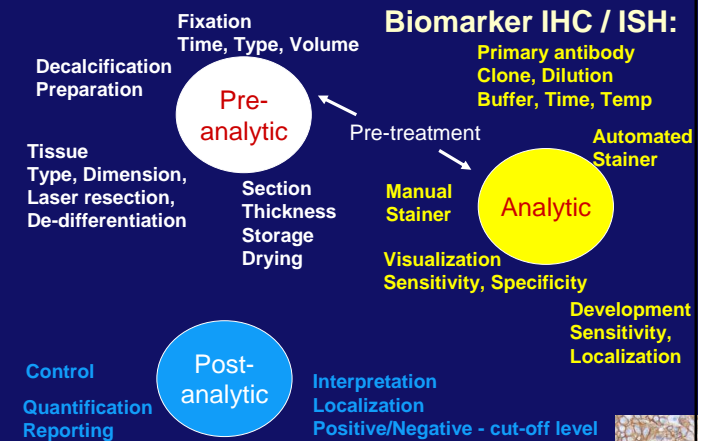 Biomarker IHC / ISH:
Fixation
Time, Type, Volume
Decalcification
Preparation
Pre-
analytic
Tissue
Type, Dimension,
Laser resection,
De-differentiation
Section
Thickness
Storage
Drying
Pre-treatment
Primary antibody
Clone, Dilution
Buffer, Time, Temp
Automated
Stainer
Manual
Stainer
Analytic
Visualization
Sensitivity, Specificity
Development
Sensitivity,
Localization
Post-
analytic
Control
Quantification
Reporting
Interpretation
Localization
Positive/Negative - cut-off level